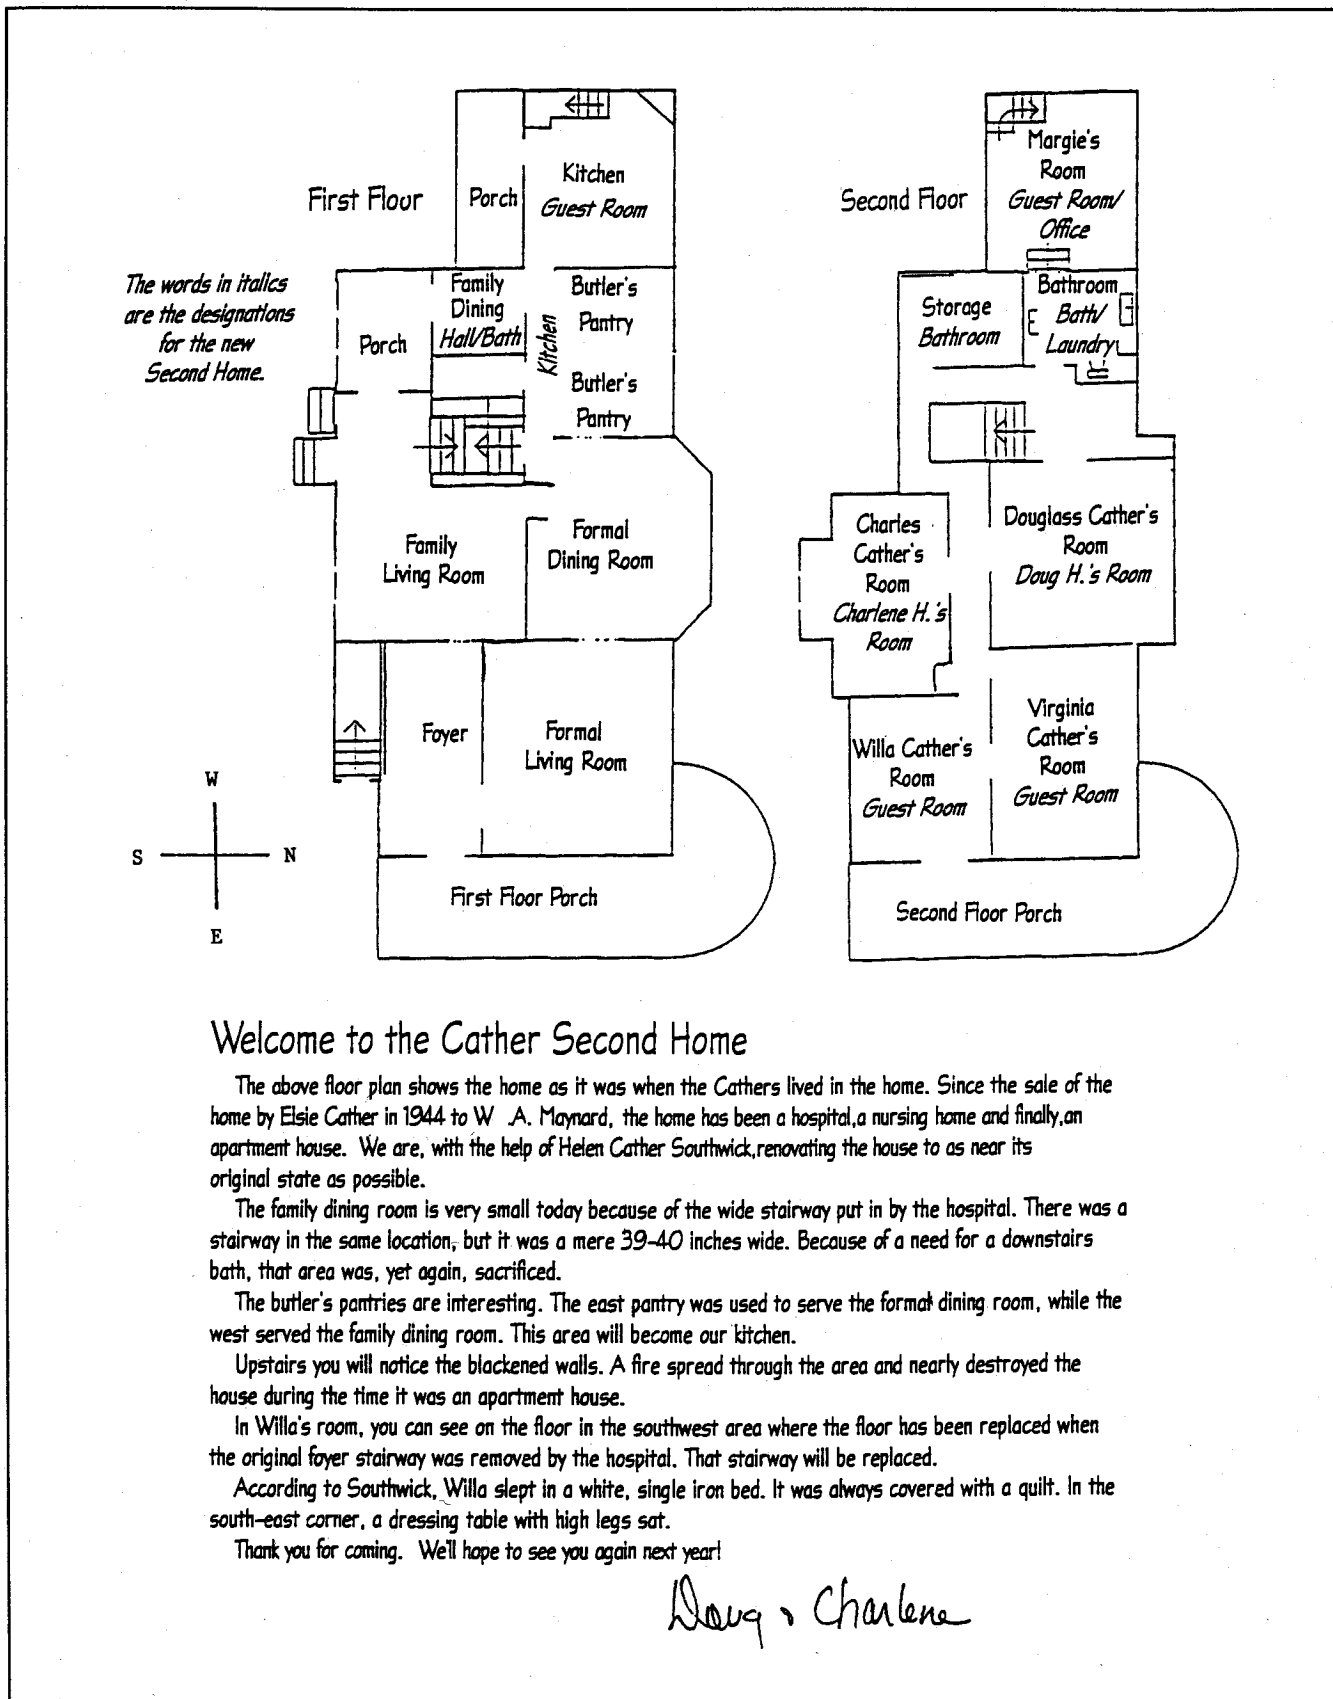 First Floor
Porch
Kitchen
Guest Room
Second Floor
Margie's
Room
Guest Room/
Office
The words in italics
are the designations
for the new
Second Home.
Porch
Family
Dining
Hall/Bath
Kitchen
Butler's
Pantry
Butler's
Pantry
Storage
Bathroom
Bathroom
Bath/
Laundry
Family
Living Room
Formal
Dining Room
Charles
Cather's
Room
Charlene H.'s
Room
Douglass Cather's
Room
Doug H.'s Room
Foyer
Formal
Living Room
Willa Cather's
Room
Guest Room
Virginia
Cather's
Room
Guest Room
W
S N
E
First Floor Porch
Second Floor Porch
Welcome to the Cather Second Home
The above floor plan shows the home as it was when the Cathers lived in the home. Since the sale of the
home by Elsie Cather in 1944 to W .A. Maynard, the home has been a hospital,a nursing home and finally,an
apartment house. We are, with the help of Helen Cather Southwick,renovating the house to as near its
original state as possible.
The family dining room is very small today because of the wide stairway put in by the hospital. There was a
stairway in the same location, but it was a mere 39-40 inches wide. Because of a need for a downstairs
bath, that area was, yet again, sacrificed.
The butler's pantries are interesting. The east pantry was used to serve the formal dining room, while the
west served the family dining room. This area will become our kitchen.
Upstairs you will notice the blackened walls. A fire spread through the area and nearly destroyed the
house during the time it was an apartment house.
In Willa's room, you can see on the floor in the southwest area where the floor has been replaced when
the original foyer stairway was removed by the hospital. That stairway will be replaced.
According to Southwick, Willa slept in a white, single iron bed. It was always covered with a quilt. In the
south-east corner, a dressing table with high legs sat.
Thank you for coming. We'll hope to see you again next year!
Doug & Charlene